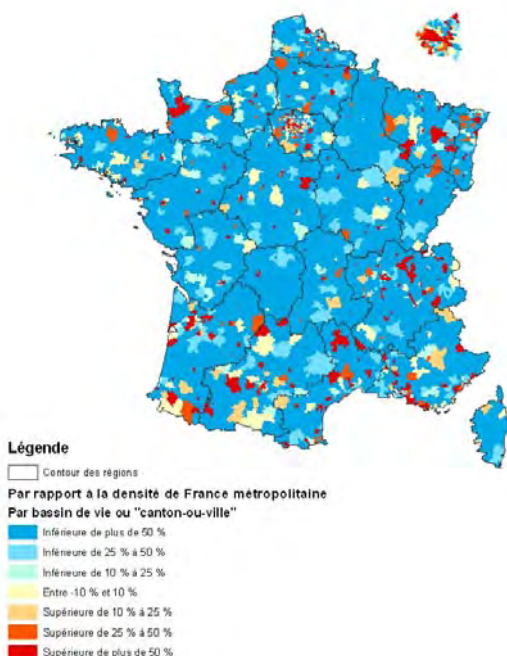 Légende
Contour des régions
Par rapport à la densité de France métropolitaine
Par bassin de vie ou "canton-ou-ville"
Inférieure de plus de 50 %
Inférieure de 25 % à 50 %
Inférieure de 10 % à 25 %
Entre -10 % et 10 %
Supérieure de 10 % à 25 %
Supérieure de 25 % à 50 %
Supérieure de plus de 50 %